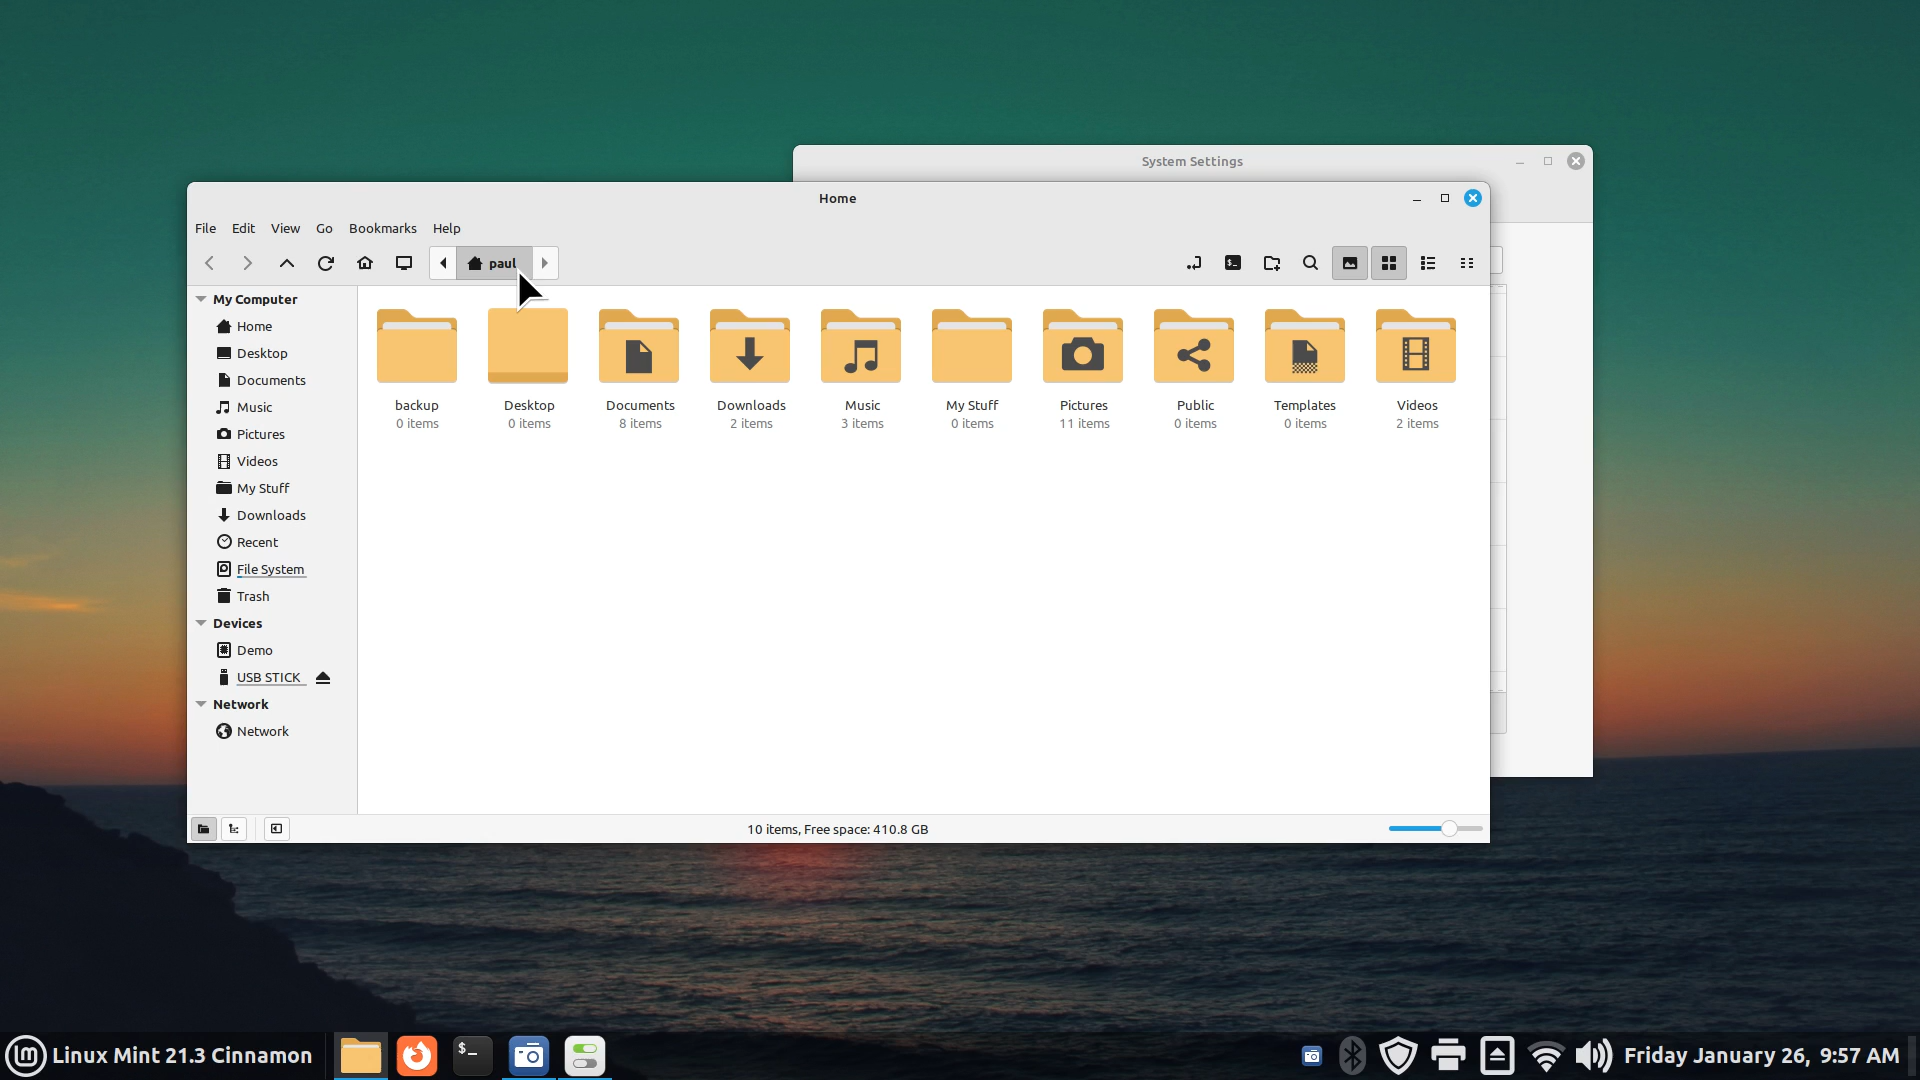 System Settings
Home
File Edit View Go Bookmarks Help
paul
My Computer
Home
Desktop
Documents
Music
Pictures
Videos
My Stuff
Downloads
Recent
File System
Trash
Devices
Demo
USB STICK
Network
Network
backup
0 items
Desktop
0 items
Documents
8 items
Downloads
2 items
Music
3 items
My Stuff
0 items
Pictures
11 items
Public
0 items
Templates
0 items
Videos
2 items
10 items, Free space: 410.8 GB
Linux Mint 21.3 Cinnamon
$_
Friday January 26, 9:57 AM